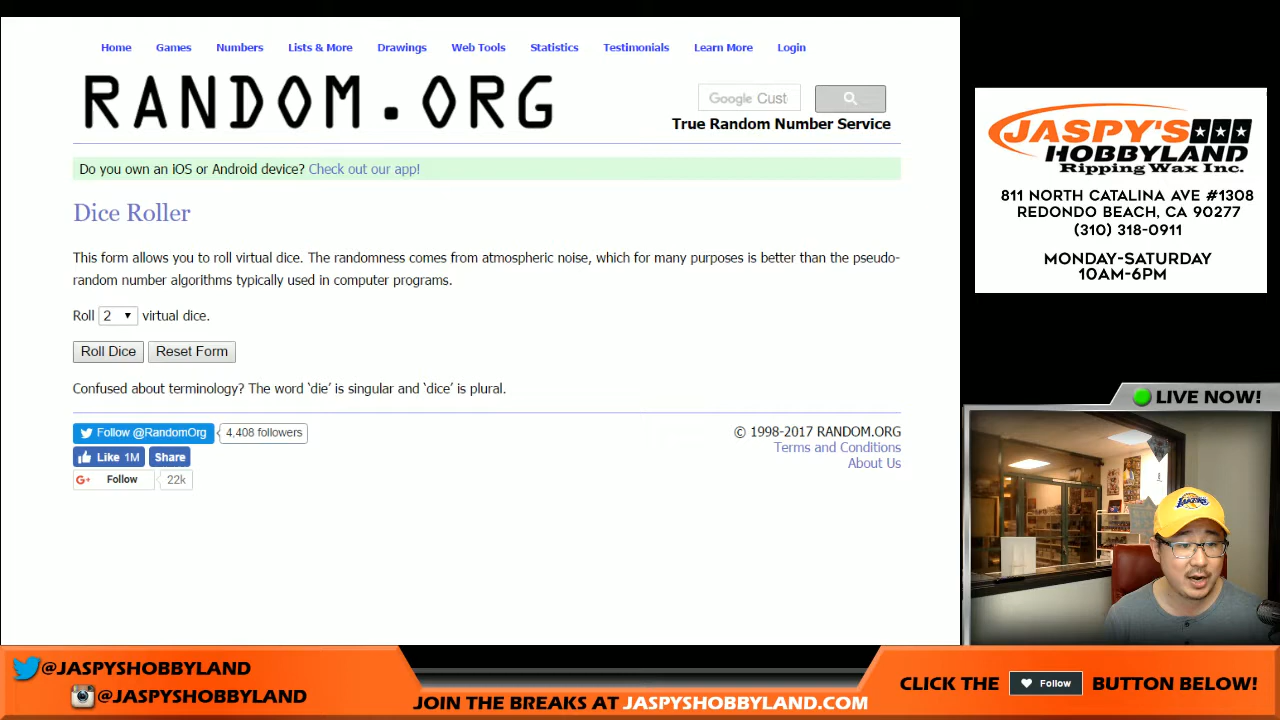 Home Games Numbers Lists & More Drawings Web Tools Statistics Testimonials Learn More Login
RANDOM.ORG
Google Cust
True Random Number Service
Do you own an iOS or Android device? Check out our app!
Dice Roller
This form allows you to roll virtual dice. The randomness comes from atmospheric noise, which for many purposes is better than the pseudo-
random number algorithms typically used in computer programs.
Roll 2 virtual dice.
Roll Dice Reset Form
Confused about terminology? The word ‘die’ is singular and ‘dice’ is plural.
Follow @RandomOrg 4,408 followers
Like 1M Share
G+ Follow 22k
© 1998-2017 RANDOM.ORG
Terms and Conditions
About Us
JASPY'S
HOBBYLAND
Ripping Wax Inc.
811 NORTH CATALINA AVE #1308
REDONDO BEACH, CA 90277
(310) 318-0911
MONDAY-SATURDAY
10AM-6PM
LIVE NOW!
LAKERS
@JASPYSHOBBYLAND
@JASPYSHOBBYLAND
JOIN THE BREAKS AT JASPYSHOBBYLAND.COM
CLICK THE Follow BUTTON BELOW!